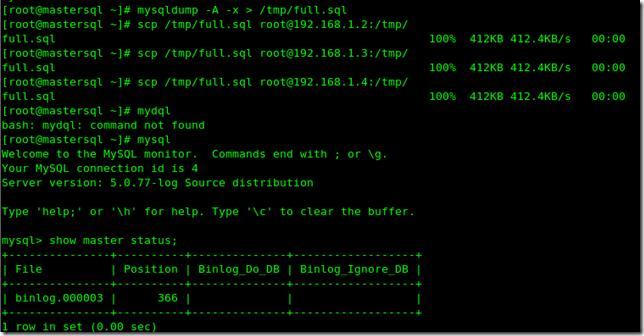 [root@mastersql ~]# mysqldump -A -x > /tmp/full.sql
[root@mastersql ~]# scp /tmp/full.sql root@192.168.1.2:/tmp/
full.sql                                                      100%  412KB 412.4KB/s   00:00
[root@mastersql ~]# scp /tmp/full.sql root@192.168.1.3:/tmp/
full.sql                                                      100%  412KB 412.4KB/s   00:00
[root@mastersql ~]# scp /tmp/full.sql root@192.168.1.4:/tmp/
full.sql                                                      100%  412KB 412.4KB/s   00:00
[root@mastersql ~]# mydql
bash: mydql: command not found
[root@mastersql ~]# mysql
Welcome to the MySQL monitor.  Commands end with ; or \g.
Your MySQL connection id is 4
Server version: 5.0.77-log Source distribution

Type 'help;' or '\h' for help. Type '\c' to clear the buffer.

mysql> show master status;
+---------------+----------+--------------+------------------+
| File          | Position | Binlog_Do_DB | Binlog_Ignore_DB |
+---------------+----------+--------------+------------------+
| binlog.000003 |      366 |              |                  |
+---------------+----------+--------------+------------------+
1 row in set (0.00 sec)